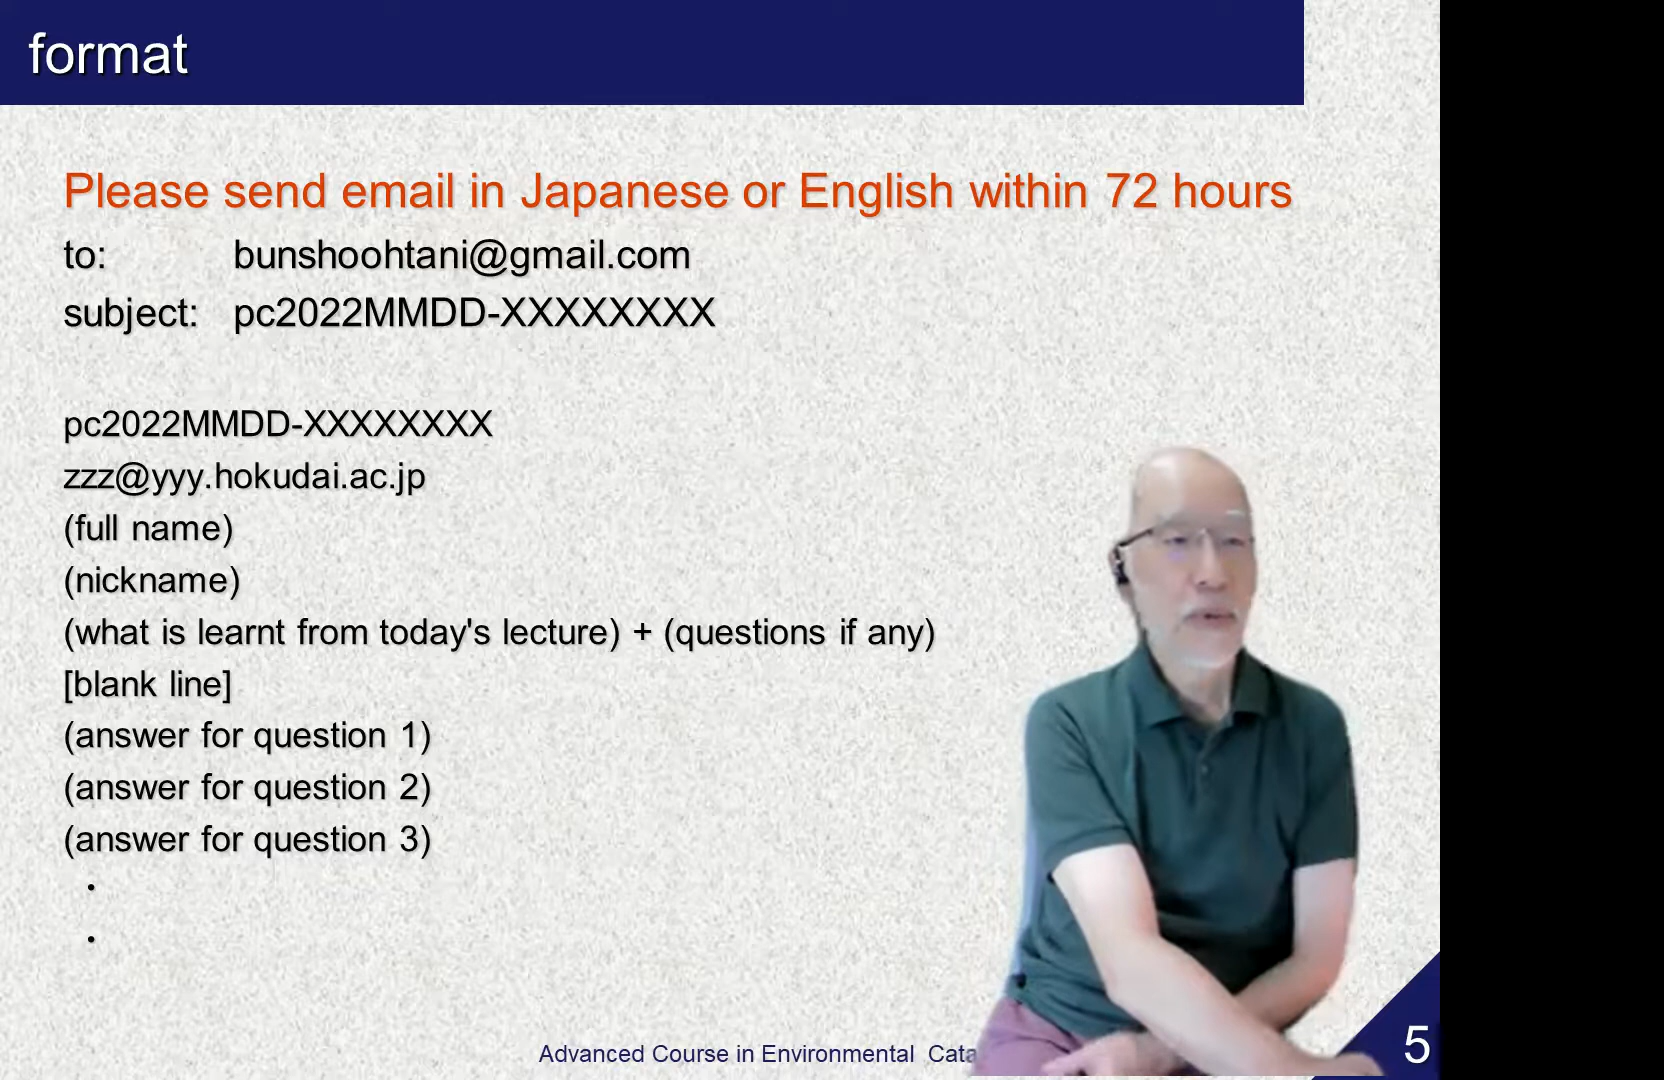 format
Please send email in Japanese or English within 72 hours
to: bunshoohtani@gmail.com
subject: pc2022MMDD-XXXXXXXX
pc2022MMDD-XXXXXXXX
zzz@yyy.hokudai.ac.jp
(full name)
(nickname)
(what is learnt from today's lecture) + (questions if any)
[blank line]
(answer for question 1)
(answer for question 2)
(answer for question 3)
・
・
Advanced Course in Environmental Cata
5